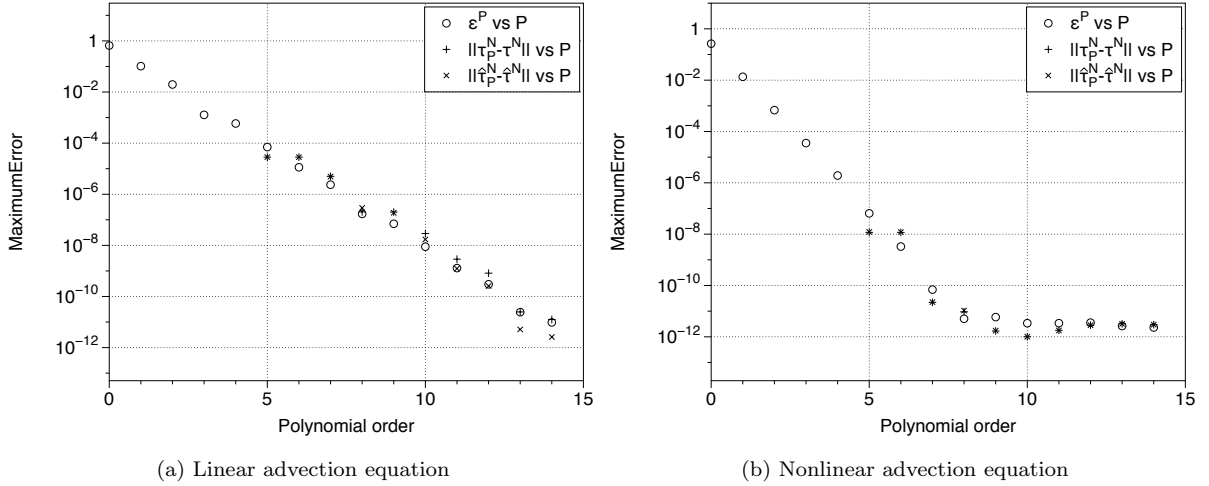 ε^P vs P
||τ_P^N-τ^N|| vs P
||τ̂_P^N-τ̂^N|| vs P
1
10^-2
10^-4
10^-6
10^-8
10^-10
10^-12
MaximumError
0 5 10 15
Polynomial order
(a) Linear advection equation
ε^P vs P
||τ_P^N-τ^N|| vs P
||τ̂_P^N-τ̂^N|| vs P
1
10^-2
10^-4
10^-6
10^-8
10^-10
10^-12
MaximumError
0 5 10 15
Polynomial order
(b) Nonlinear advection equation